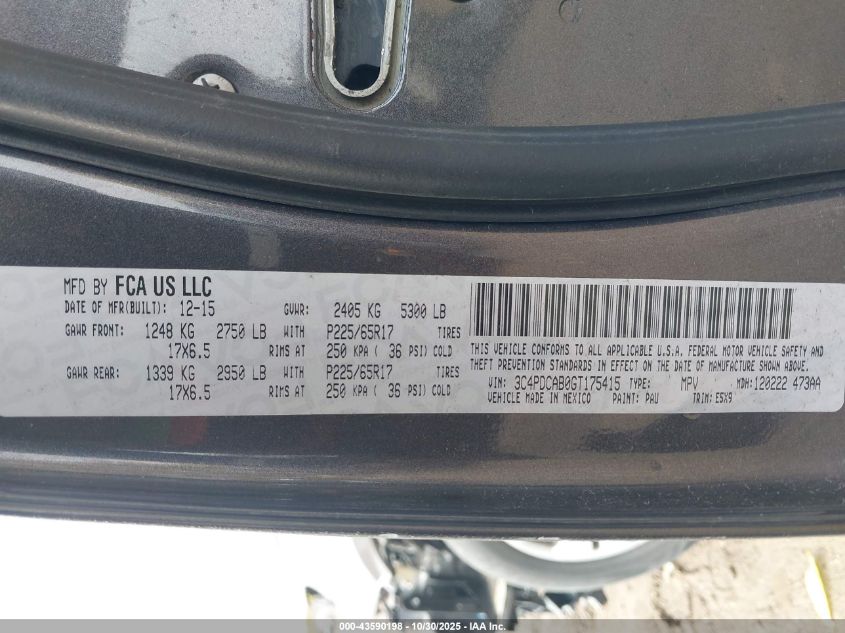 MFD BY FCA US LLC
DATE OF MFR(BUILT): 12-15 GVWR: 2405 KG 5300 LB
GAWR FRONT: 1248 KG 2750 LB WITH P225/65R17 TIRES
17X6.5 RIMS AT 250 KPA ( 36 PSI) COLD
GAWR REAR: 1339 KG 2950 LB WITH P225/65R17 TIRES
17X6.5 RIMS AT 250 KPA ( 36 PSI) COLD
THIS VEHICLE CONFORMS TO ALL APPLICABLE U.S.A. FEDERAL MOTOR VEHICLE SAFETY AND
THEFT PREVENTION STANDARDS IN EFFECT ON THE DATE OF MANUFACTURE SHOWN ABOVE.
VIN: 3C4PDCAB0GT175415 TYPE: MPV MDH:120222 473AA
VEHICLE MADE IN MEXICO PAINT: PAU TRIM: E5X9
000-43590198 - 10/30/2025 - IAA Inc.